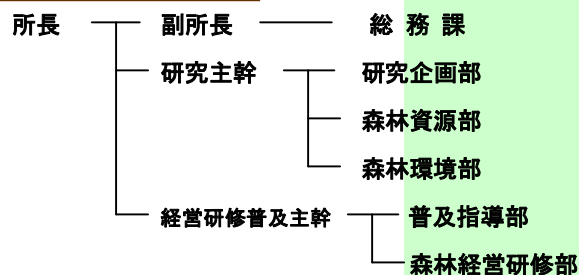 所長 副所長 総務課
研究主幹 研究企画部
森林資源部
森林環境部
経営研修普及主幹 普及指導部
森林経営研修部